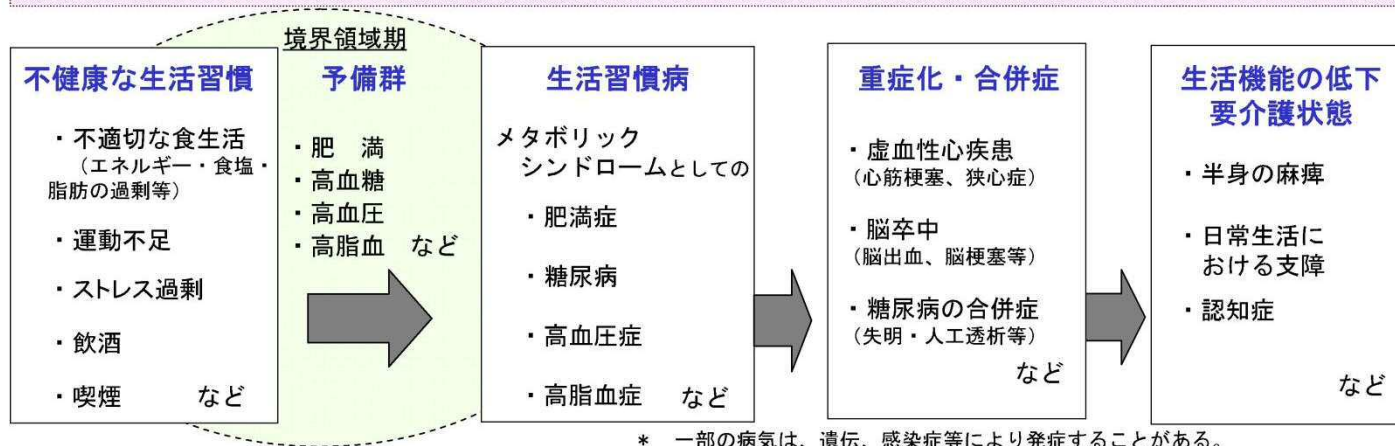 不健康な生活習慣
・不適切な食生活
（エネルギー・食塩・
脂肪の過剰等）
・運動不足
・ストレス過剰
・飲酒
・喫煙 など
境界領域期
予備群
・肥 満
・高血糖
・高血圧
・高脂血 など
生活習慣病
メタボリック
シンドロームとしての
・肥満症
・糖尿病
・高血圧症
・高脂血症 など
重症化・合併症
・虚血性心疾患
（心筋梗塞、狭心症）
・脳卒中
（脳出血、脳梗塞等）
・糖尿病の合併症
（失明・人工透析等）
など
生活機能の低下
要介護状態
・半身の麻痺
・日常生活に
おける支障
・認知症
など
* 一部の病気は、遺伝、感染症等により発症することがある。